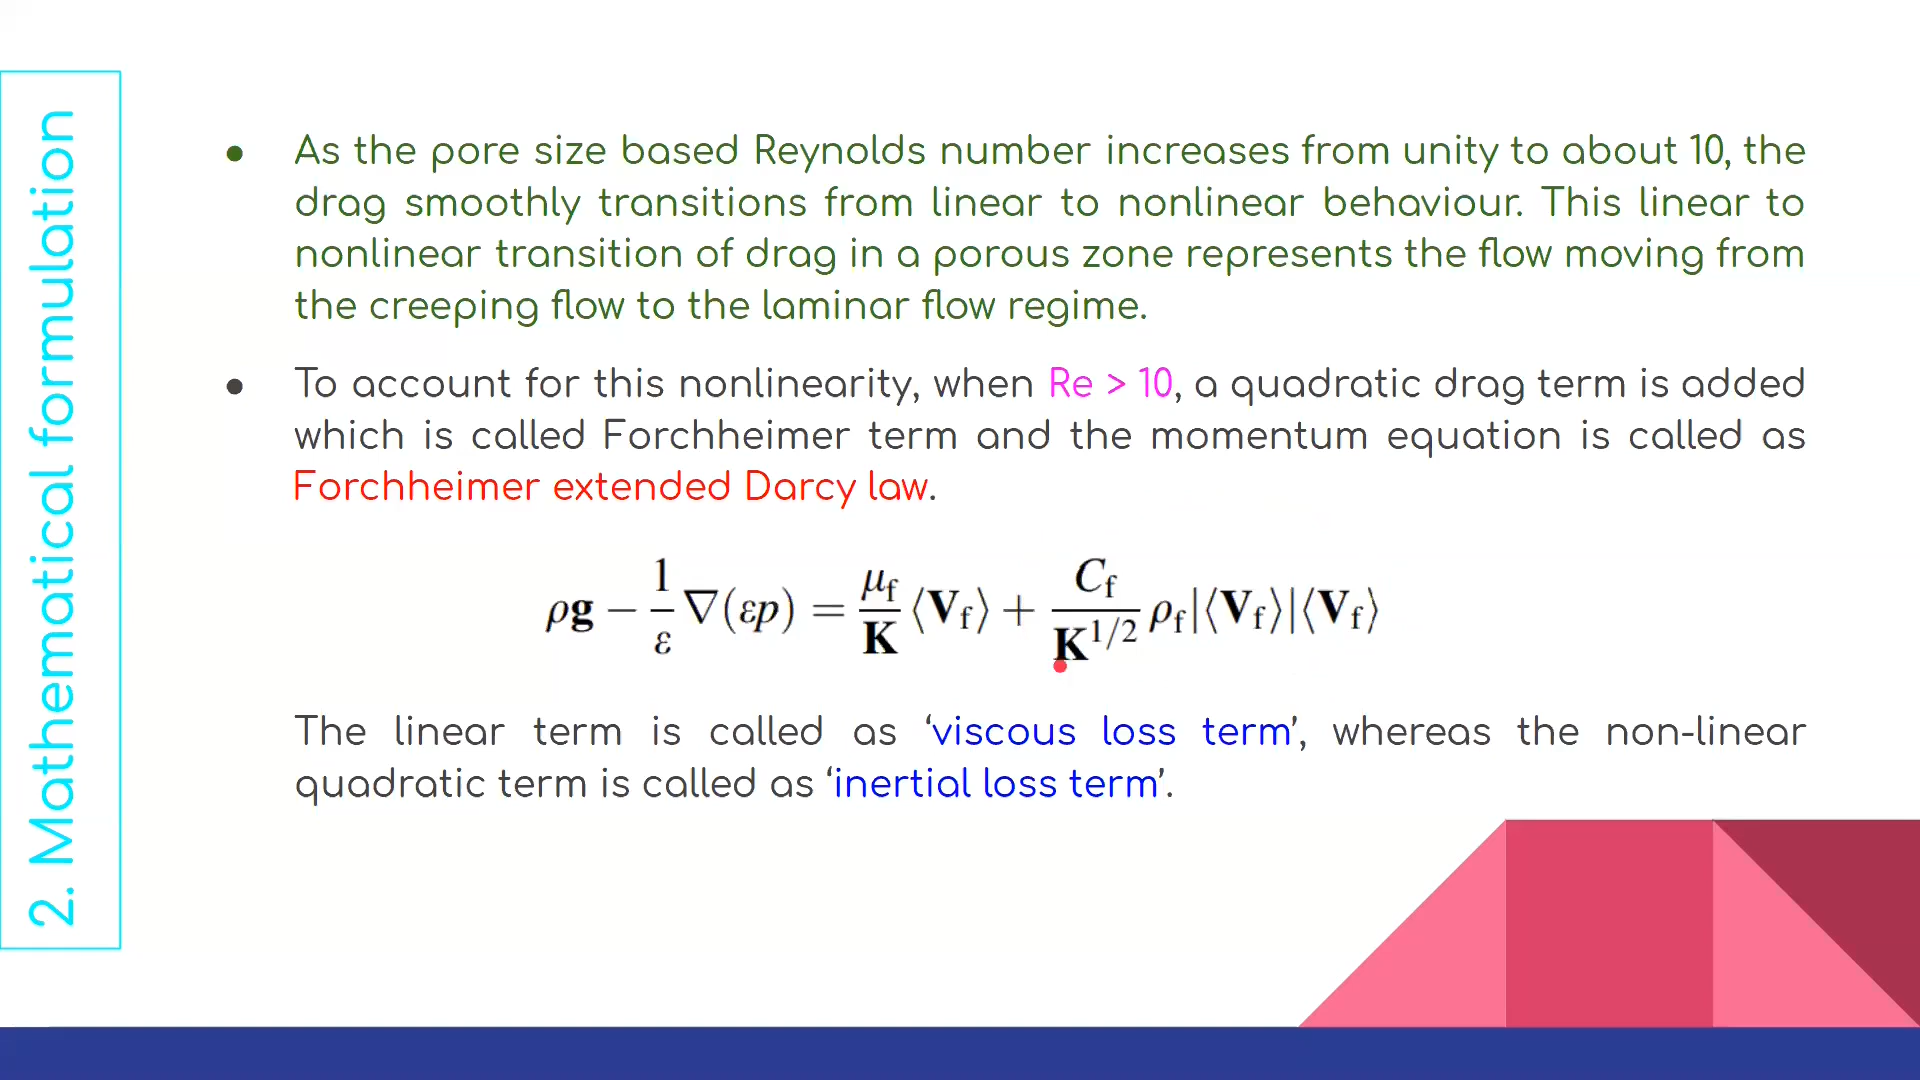 2. Mathematical formulation
● As the pore size based Reynolds number increases from unity to about 10, the
drag smoothly transitions from linear to nonlinear behaviour. This linear to
nonlinear transition of drag in a porous zone represents the flow moving from
the creeping flow to the laminar flow regime.
● To account for this nonlinearity, when Re > 10, a quadratic drag term is added
which is called Forchheimer term and the momentum equation is called as
Forchheimer extended Darcy law.
ρg − 1/ε ∇(εp) = μf/K ⟨Vf⟩ + Cf/K^1/2 ρf|⟨Vf⟩|⟨Vf⟩
The linear term is called as ‘viscous loss term’, whereas the non-linear
quadratic term is called as ‘inertial loss term’.